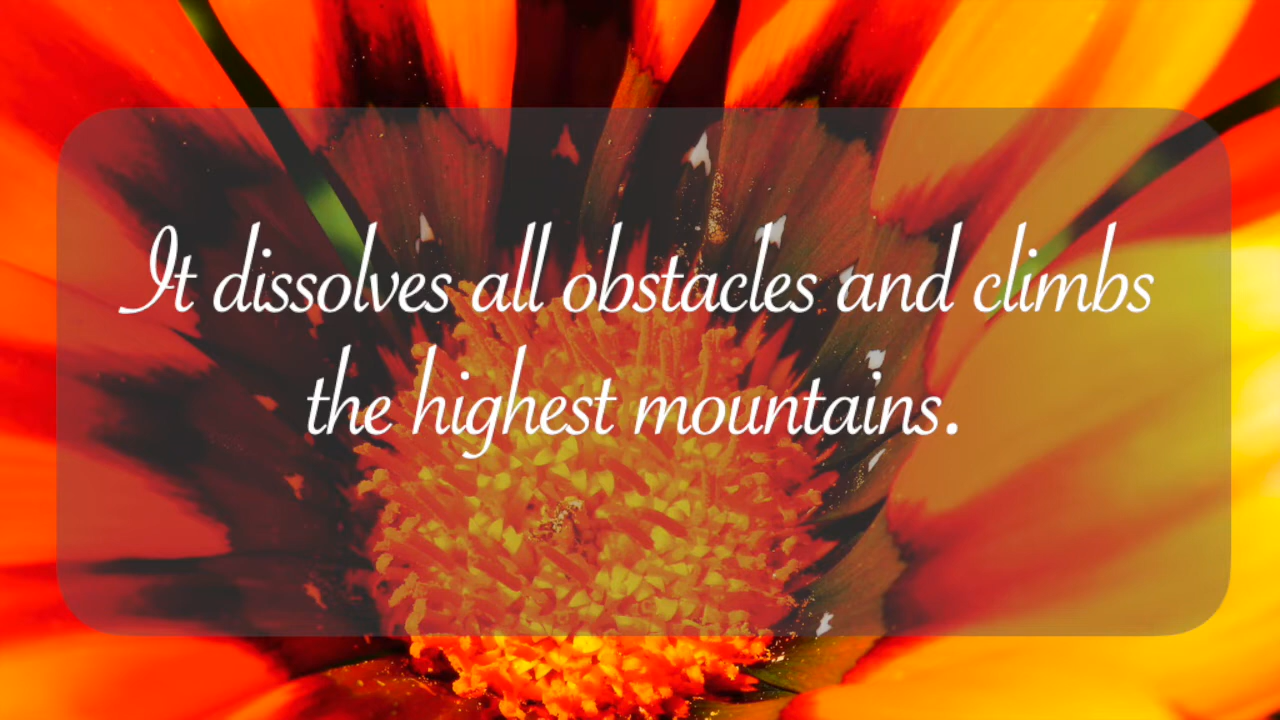 It dissolves all obstacles and climbs
the highest mountains.